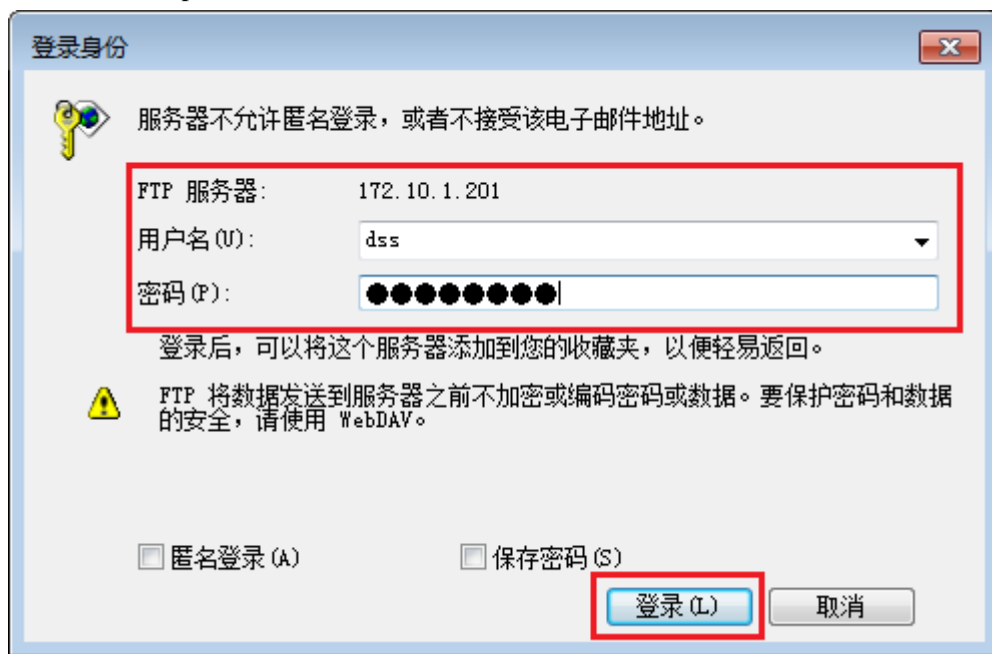 登录身份
服务器不允许匿名登录，或者不接受该电子邮件地址。
FTP 服务器: 172.10.1.201
用户名(U): dss
密码(P): ●●●●●●●●
登录后，可以将这个服务器添加到您的收藏夹，以便轻易返回。
FTP 将数据发送到服务器之前不加密或编码密码或数据。要保护密码和数据
的安全，请使用 WebDAV。
匿名登录(A) 保存密码(S)
登录(L) 取消